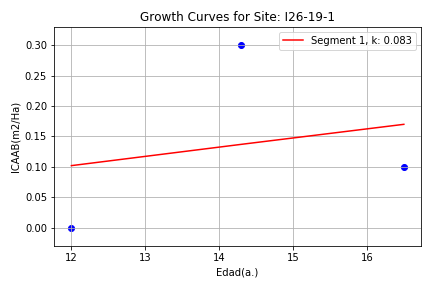 Growth Curves for Site: I26-19-1
Segment 1, k: 0.083
ICAAB(m2/Ha)
0.30
0.25
0.20
0.15
0.10
0.05
0.00
12 13 14 15 16
Edad(a.)